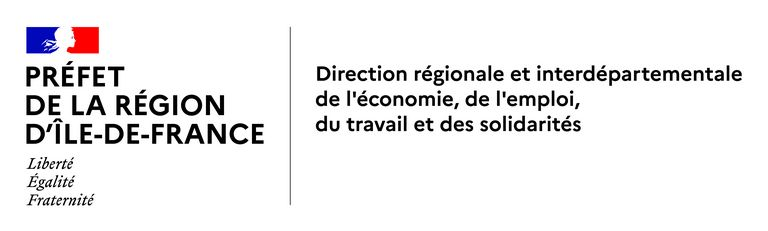 PRÉFET
DE LA RÉGION
D’ÎLE-DE-FRANCE
Liberté
Égalité
Fraternité
Direction régionale et interdépartementale
de l'économie, de l'emploi,
du travail et des solidarités